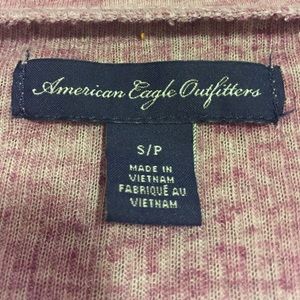 American Eagle Outfitters
S/P
MADE IN
VIETNAM
FABRIQUÉ AU
VIETNAM